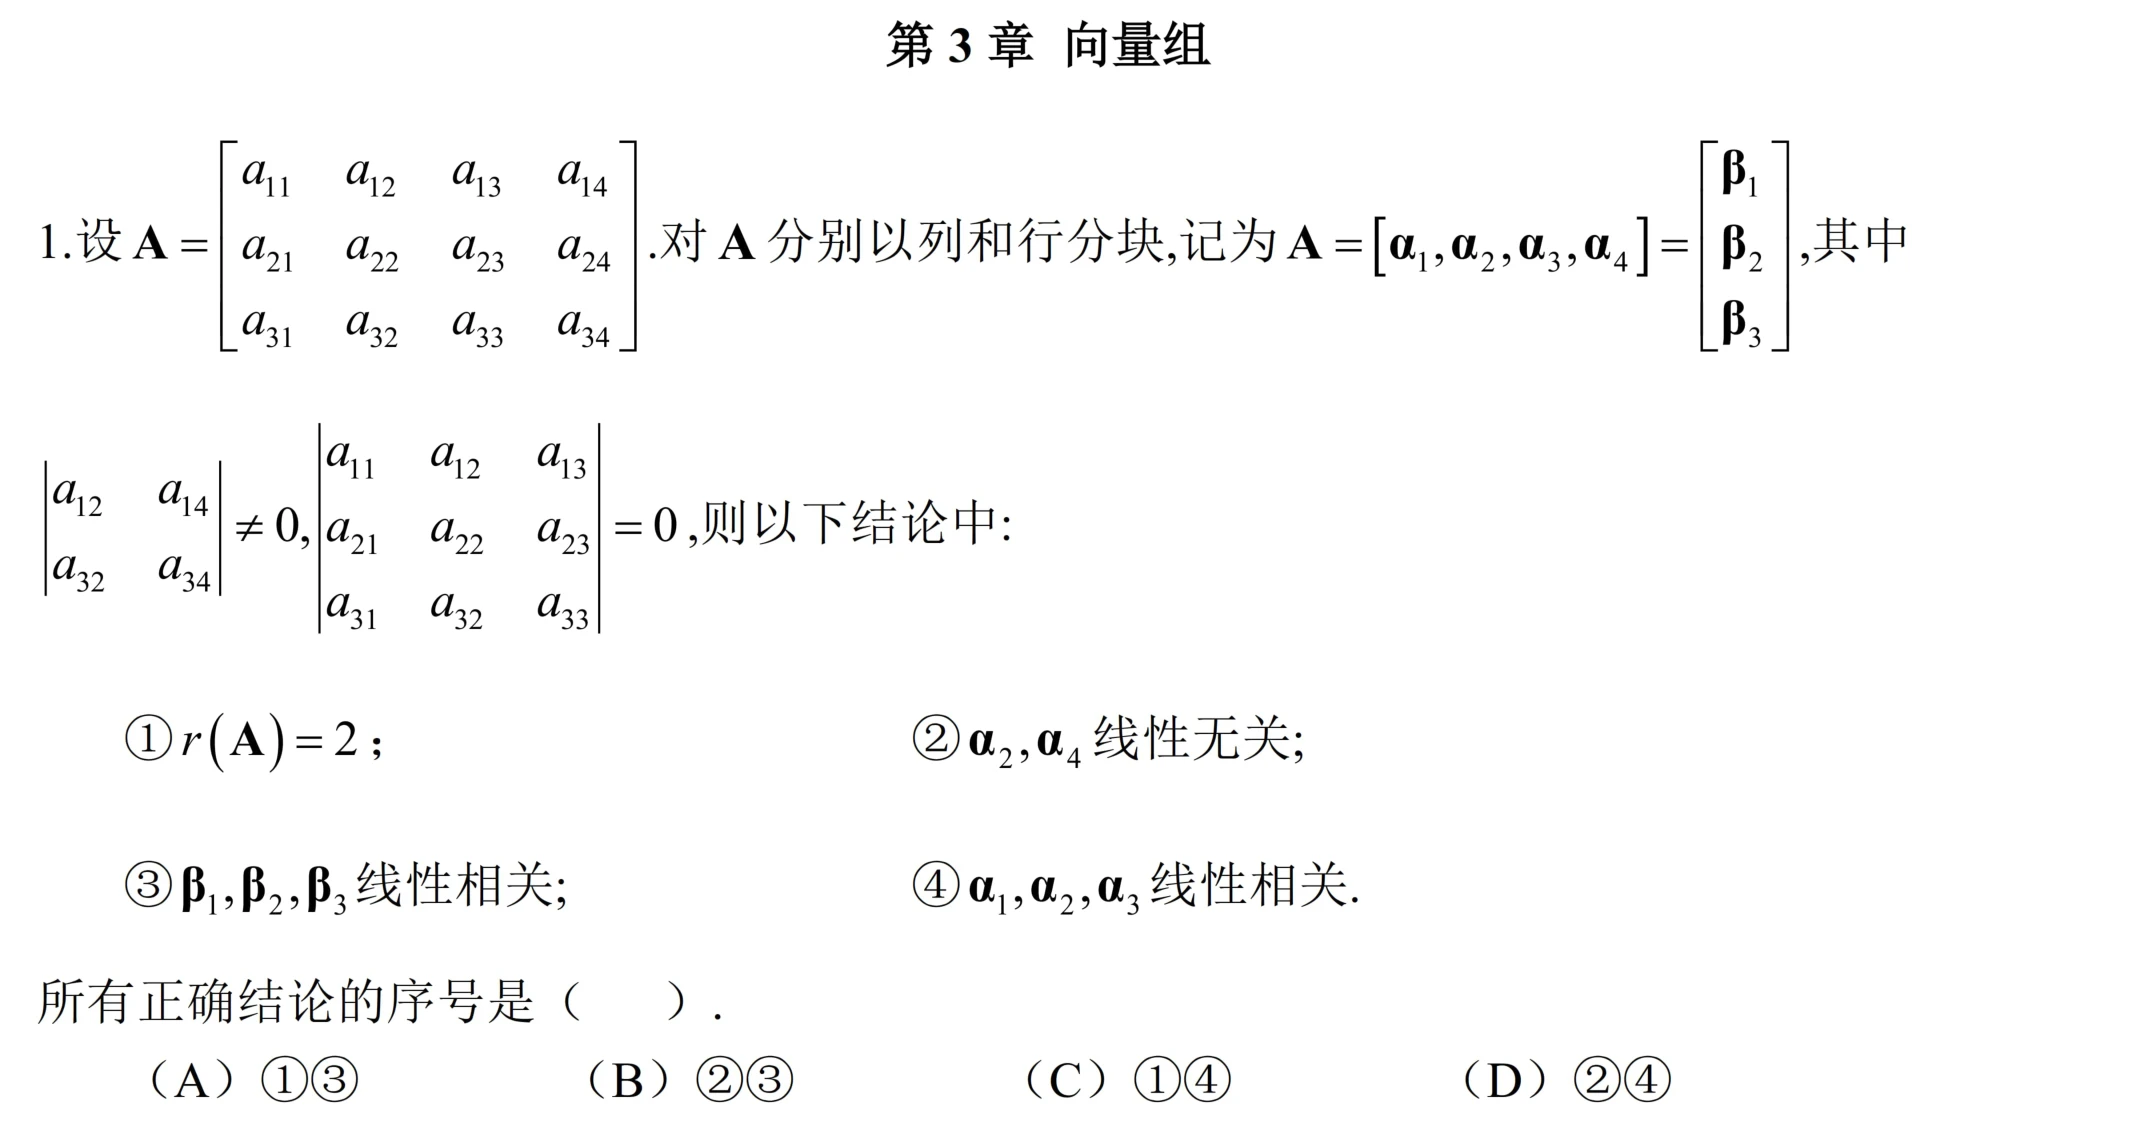 第 3 章 向量组
1.设 $\mathbf{A}=\begin{bmatrix} a_{11} & a_{12} & a_{13} & a_{14} \\ a_{21} & a_{22} & a_{23} & a_{24} \\ a_{31} & a_{32} & a_{33} & a_{34} \end{bmatrix}$.对 $\mathbf{A}$ 分别以列和行分块,记为 $\mathbf{A}=[\boldsymbol{\alpha}_1,\boldsymbol{\alpha}_2,\boldsymbol{\alpha}_3,\boldsymbol{\alpha}_4]=\begin{bmatrix} \boldsymbol{\beta}_1 \\ \boldsymbol{\beta}_2 \\ \boldsymbol{\beta}_3 \end{bmatrix}$,其中
$\begin{vmatrix} a_{12} & a_{14} \\ a_{32} & a_{34} \end{vmatrix}\neq 0,\begin{vmatrix} a_{11} & a_{12} & a_{13} \\ a_{21} & a_{22} & a_{23} \\ a_{31} & a_{32} & a_{33} \end{vmatrix}=0$,则以下结论中:
①$r(\mathbf{A})=2$； ②$\boldsymbol{\alpha}_2,\boldsymbol{\alpha}_4$ 线性无关;
③$\boldsymbol{\beta}_1,\boldsymbol{\beta}_2,\boldsymbol{\beta}_3$ 线性相关; ④$\boldsymbol{\alpha}_1,\boldsymbol{\alpha}_2,\boldsymbol{\alpha}_3$ 线性相关.
所有正确结论的序号是（ ）.
（A）①③ （B）②③ （C）①④ （D）②④